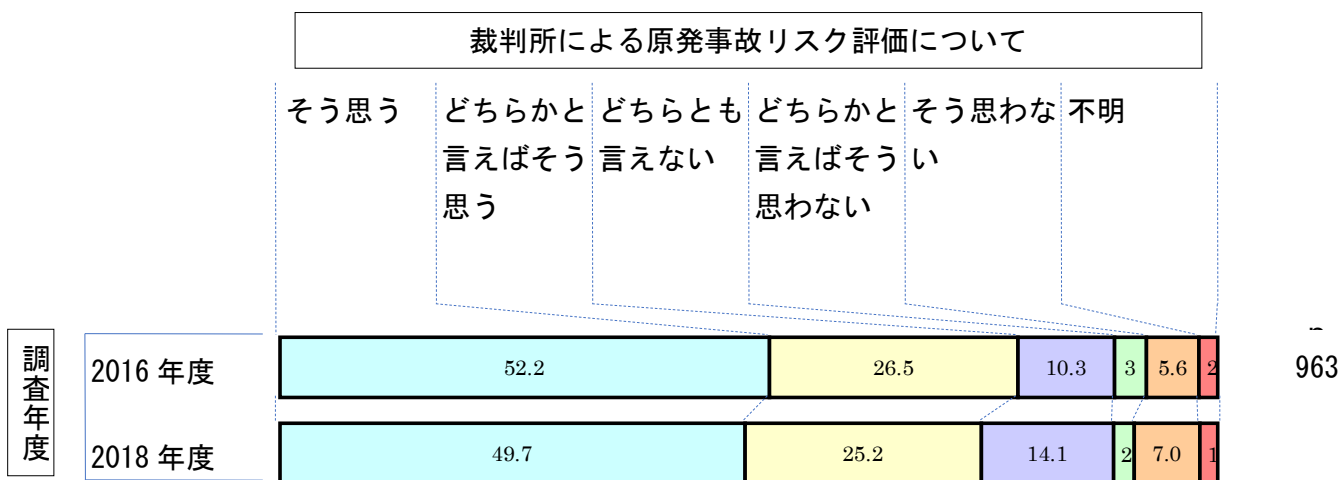 裁判所による原発事故リスク評価について
そう思う
どちらかと
言えばそう
思う
どちらとも
言えない
どちらかと
言えばそう
思わない
そう思わな
い
不明
調査年度
2016 年度
52.2
26.5
10.3
3
5.6
2
963
2018 年度
49.7
25.2
14.1
2
7.0
1